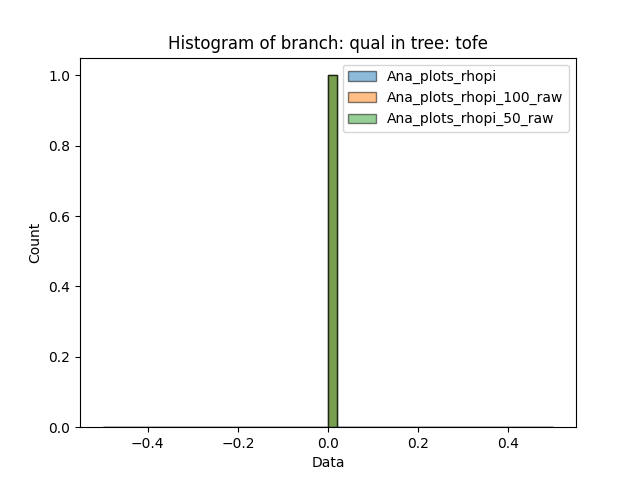 Histogram of branch: qual in tree: tofe
Ana_plots_rhopi
Ana_plots_rhopi_100_raw
Ana_plots_rhopi_50_raw
1.0
0.8
0.6
0.4
0.2
0.0
Count
−0.4 −0.2 0.0 0.2 0.4
Data